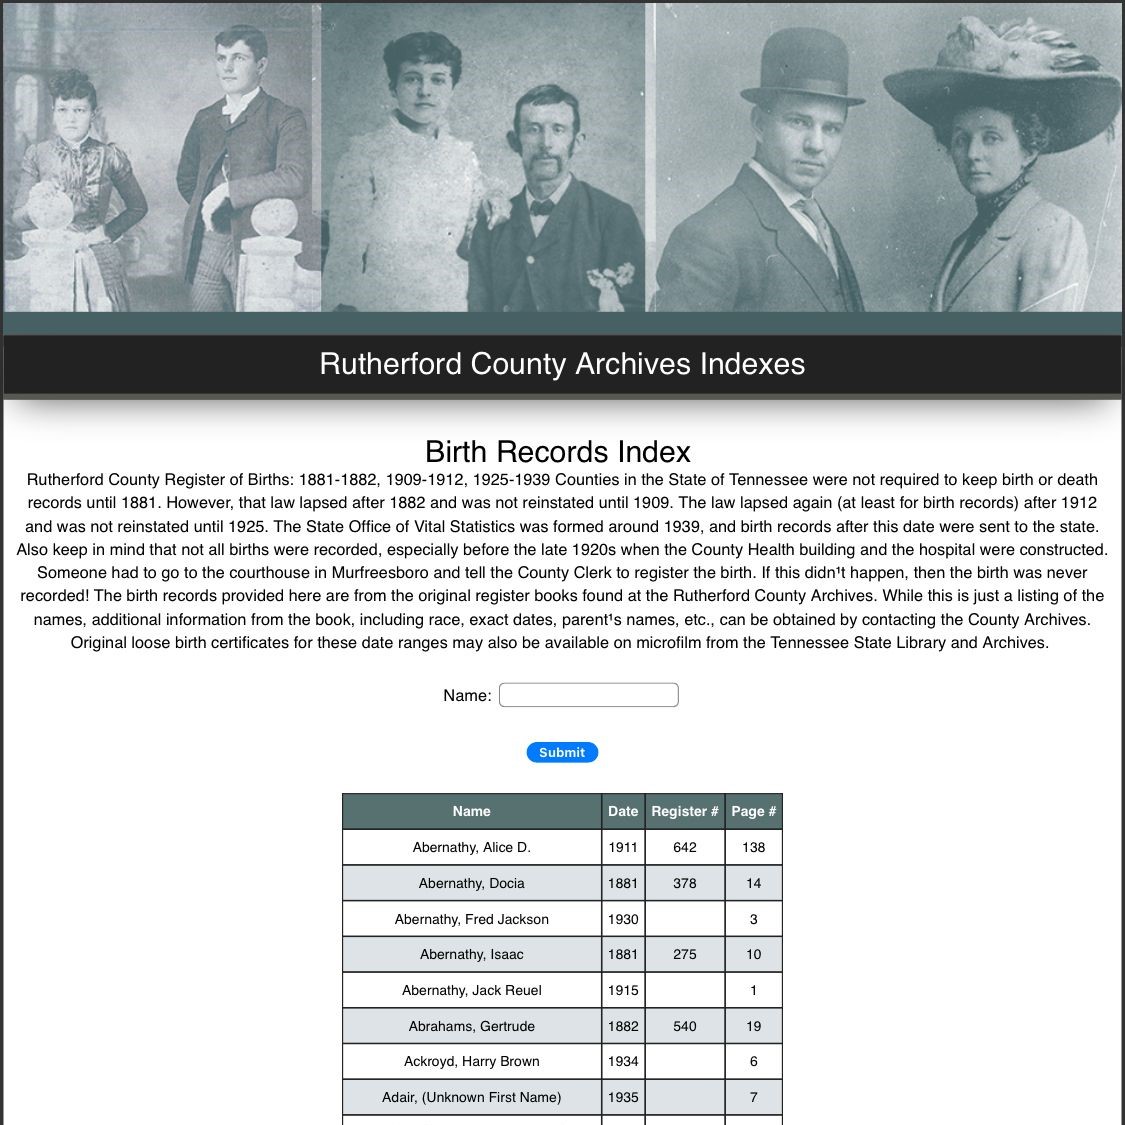 Rutherford County Archives Indexes
Birth Records Index
Rutherford County Register of Births: 1881-1882, 1909-1912, 1925-1939 Counties in the State of Tennessee were not required to keep birth or death
records until 1881. However, that law lapsed after 1882 and was not reinstated until 1909. The law lapsed again (at least for birth records) after 1912
and was not reinstated until 1925. The State Office of Vital Statistics was formed around 1939, and birth records after this date were sent to the state.
Also keep in mind that not all births were recorded, especially before the late 1920s when the County Health building and the hospital were constructed.
Someone had to go to the courthouse in Murfreesboro and tell the County Clerk to register the birth. If this didn¹t happen, then the birth was never
recorded! The birth records provided here are from the original register books found at the Rutherford County Archives. While this is just a listing of the
names, additional information from the book, including race, exact dates, parent¹s names, etc., can be obtained by contacting the County Archives.
Original loose birth certificates for these date ranges may also be available on microfilm from the Tennessee State Library and Archives.
Name:
Submit
Name Date Register # Page #
Abernathy, Alice D. 1911 642 138
Abernathy, Docia 1881 378 14
Abernathy, Fred Jackson 1930 3
Abernathy, Isaac 1881 275 10
Abernathy, Jack Reuel 1915 1
Abrahams, Gertrude 1882 540 19
Ackroyd, Harry Brown 1934 6
Adair, (Unknown First Name) 1935 7